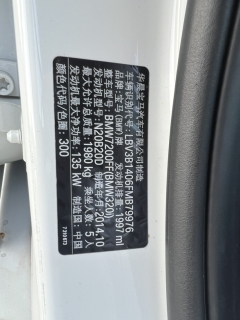 华晨宝马汽车有限公司制造
车辆识别代号: LBV3B1406FMB79976
品牌: 宝马(BMW)牌
整车型号: BMW7200FF(BMW320i)
发动机型号: N20B20 发动机排量: 1997 ml
制造年月: 2014.10
最大允许总质量: 1980 kg 乘坐人数: 5 人
发动机最大净功率: 135 kW 制造国: 中国
颜色代码/色圈: 300